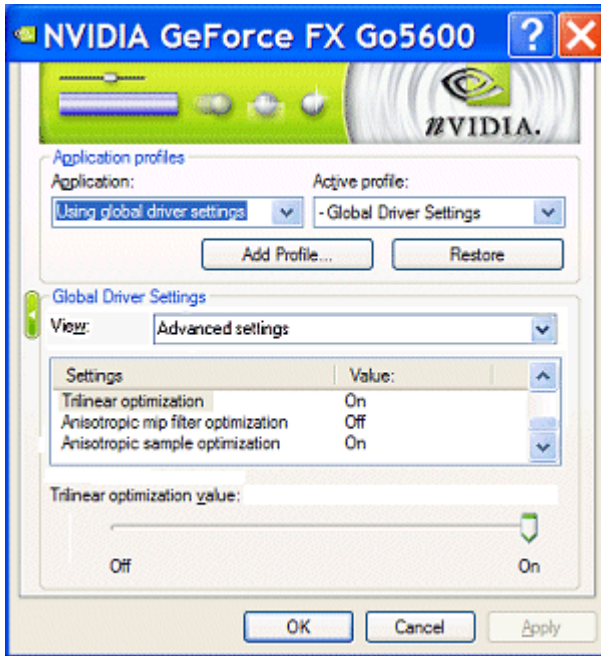 NVIDIA GeForce FX Go5600
nVIDIA.
Application profiles
Application: Active profile:
Using global driver settings - Global Driver Settings
Add Profile... Restore
Global Driver Settings
View: Advanced settings
Settings Value:
Trilinear optimization On
Anisotropic mip filter optimization Off
Anisotropic sample optimization On
Trilinear optimization value:
Off On
OK Cancel Apply